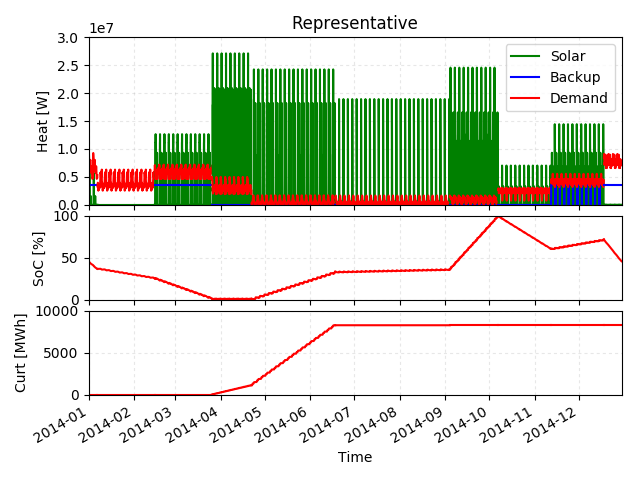 Representative
1e7
3.0
2.5
2.0
1.5
1.0
0.5
0.0
Heat [W]
Solar
Backup
Demand
100
50
0
SoC [%]
10000
5000
0
Curt [MWh]
2014-01
2014-02
2014-03
2014-04
2014-05
2014-06
2014-07
2014-08
2014-09
2014-10
2014-11
2014-12
Time